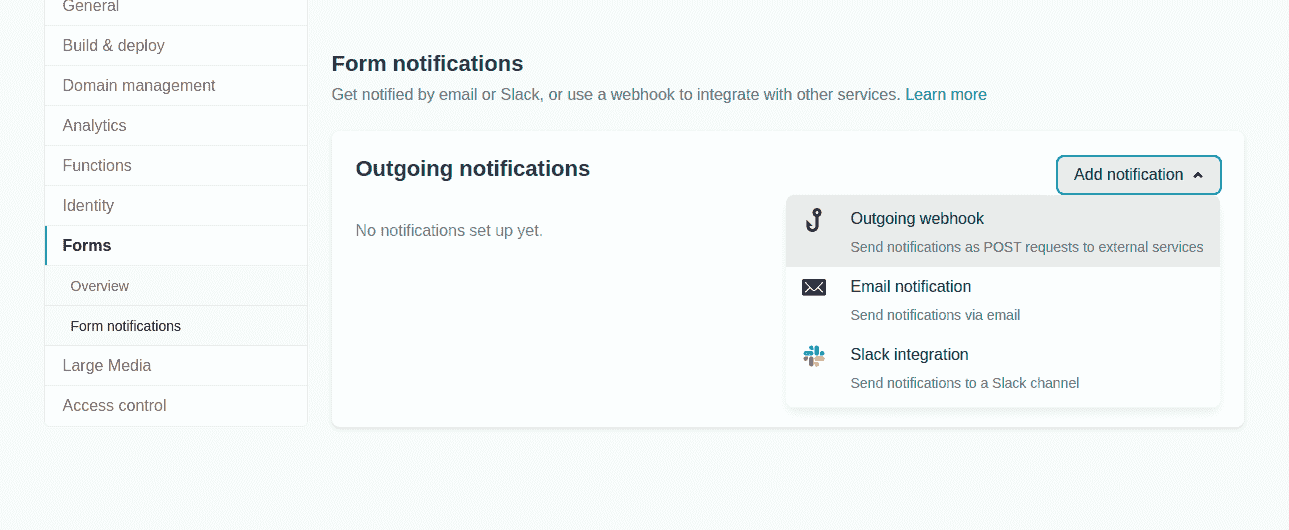 General
Build & deploy
Domain management
Analytics
Functions
Identity
Forms
Overview
Form notifications
Large Media
Access control
Form notifications
Get notified by email or Slack, or use a webhook to integrate with other services. Learn more
Outgoing notifications
Add notification
No notifications set up yet.
Outgoing webhook
Send notifications as POST requests to external services
Email notification
Send notifications via email
Slack integration
Send notifications to a Slack channel